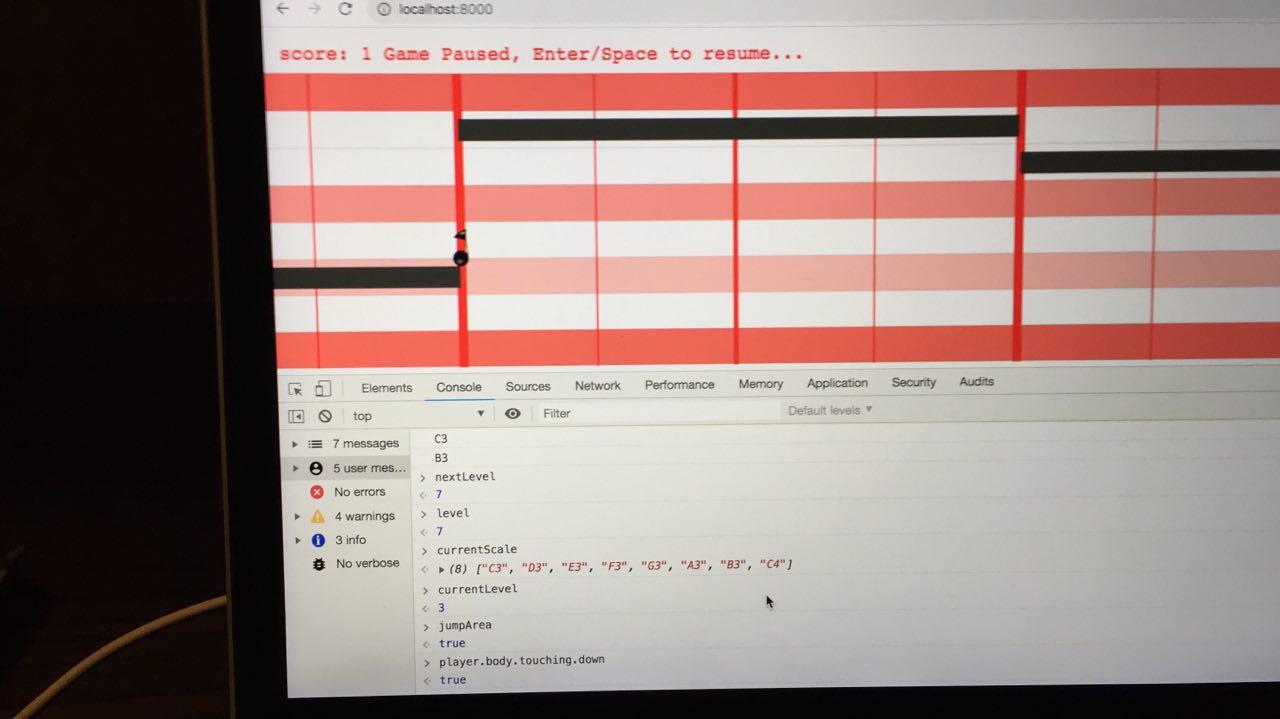 localhost:8000
score: 1 Game Paused, Enter/Space to resume...
Elements Console Sources Network Performance Memory Application Security Audits
top Filter Default levels
7 messages
5 user mes...
No errors
4 warnings
3 info
No verbose
C3
B3
nextLevel
7
level
7
currentScale
(8) ["C3", "D3", "E3", "F3", "G3", "A3", "B3", "C4"]
currentLevel
3
jumpArea
true
player.body.touching.down
true